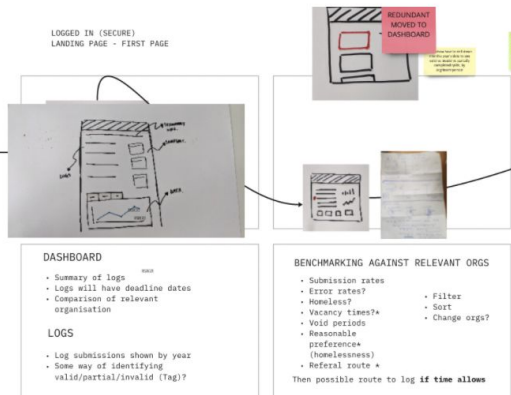 LOGGED IN (SECURE)
LANDING PAGE - FIRST PAGE
REDUNDANT
MOVED TO
DASHBOARD
DASHBOARD
• Summary of logs
• Logs will have deadline dates
• Comparison of relevant
organisation
LOGS
• Log submissions shown by year
• Some way of identifying
valid/partial/invalid (Tag)?
BENCHMARKING AGAINST RELEVANT ORGS
• Submission rates
• Error rates?
• Homeless?
• Vacancy times?*
• Void periods
• Reasonable
preference*
(homelessness)
• Referal route *
• Filter
• Sort
• Change orgs?
Then possible route to log if time allows